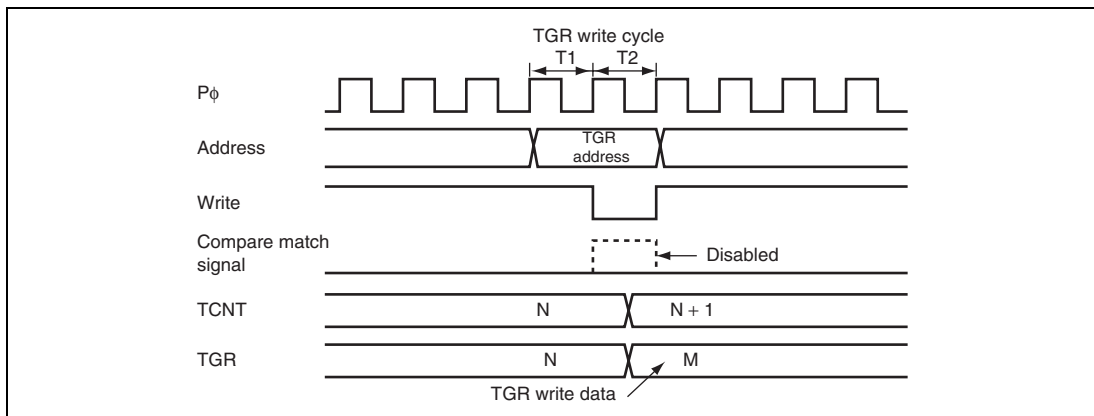 TGR write cycle
T1 T2
Pϕ
Address
TGR
address
Write
Compare match
signal
Disabled
TCNT N N + 1
TGR N M
TGR write data